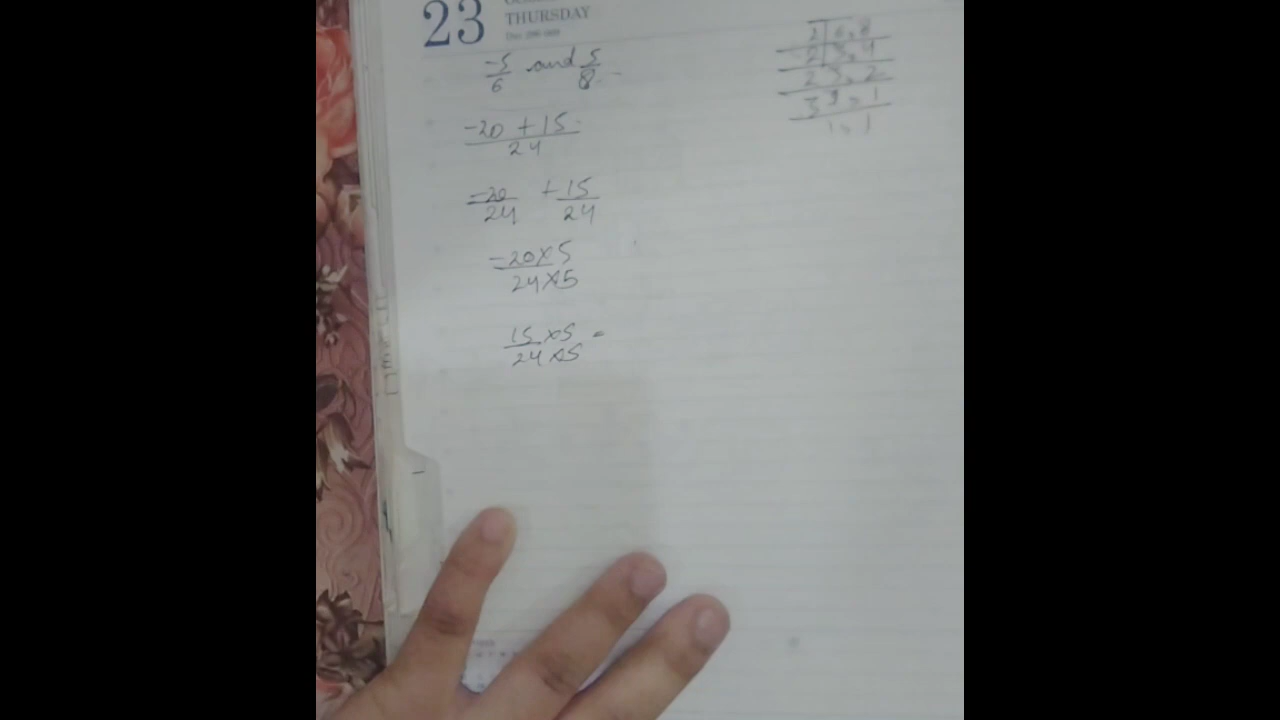 23
THURSDAY
-5/6 and 5/8
-20 + 15
24
-20/24 + 15/24
-20×5
24×5
15×5 =
24×5
2 | 6, 8
2 | 3, 4
2 3, 2
3 3, 1
1, 1